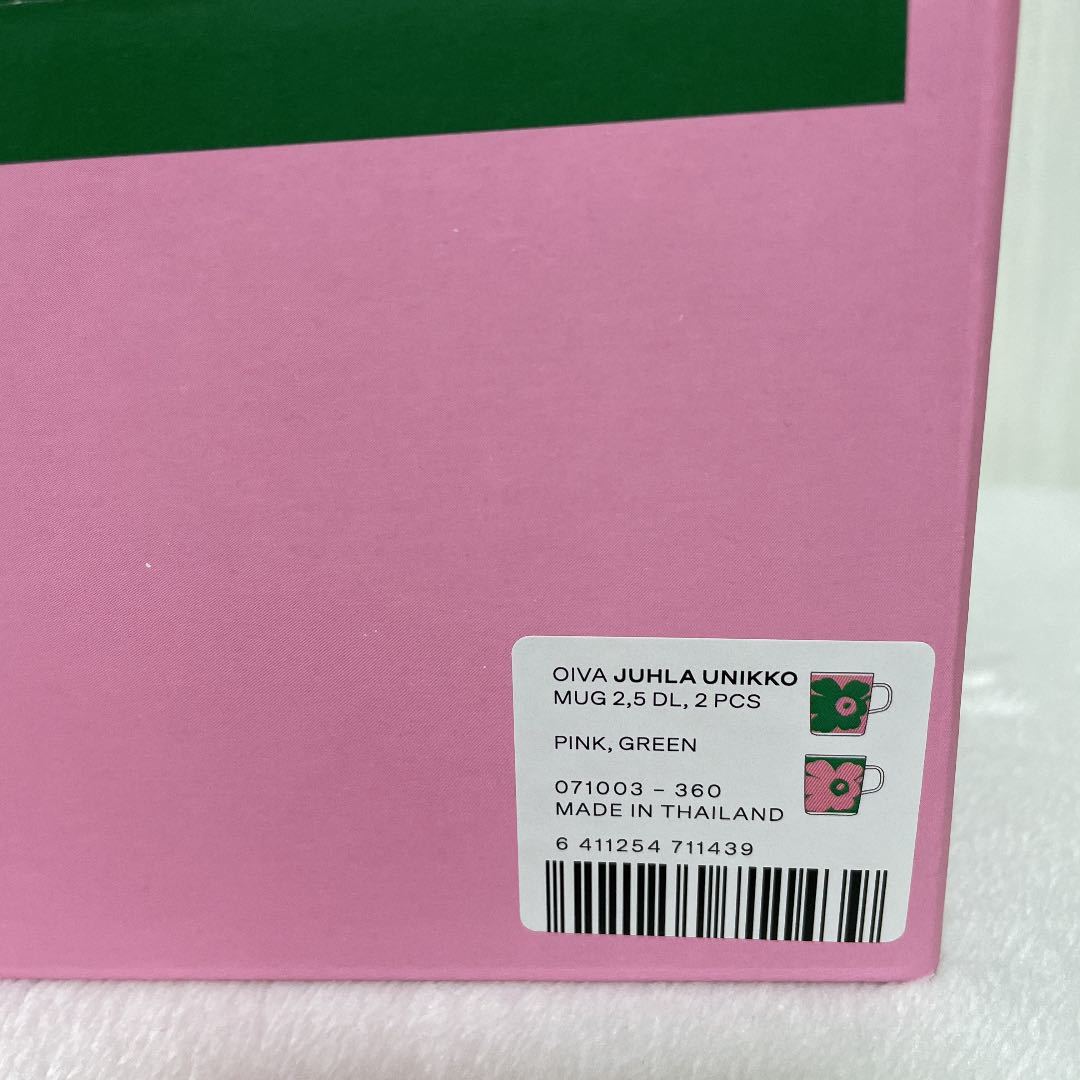 OIVA JUHLA UNIKKO
MUG 2,5 DL, 2 PCS
PINK, GREEN
071003 – 360
MADE IN THAILAND
6 411254 711439